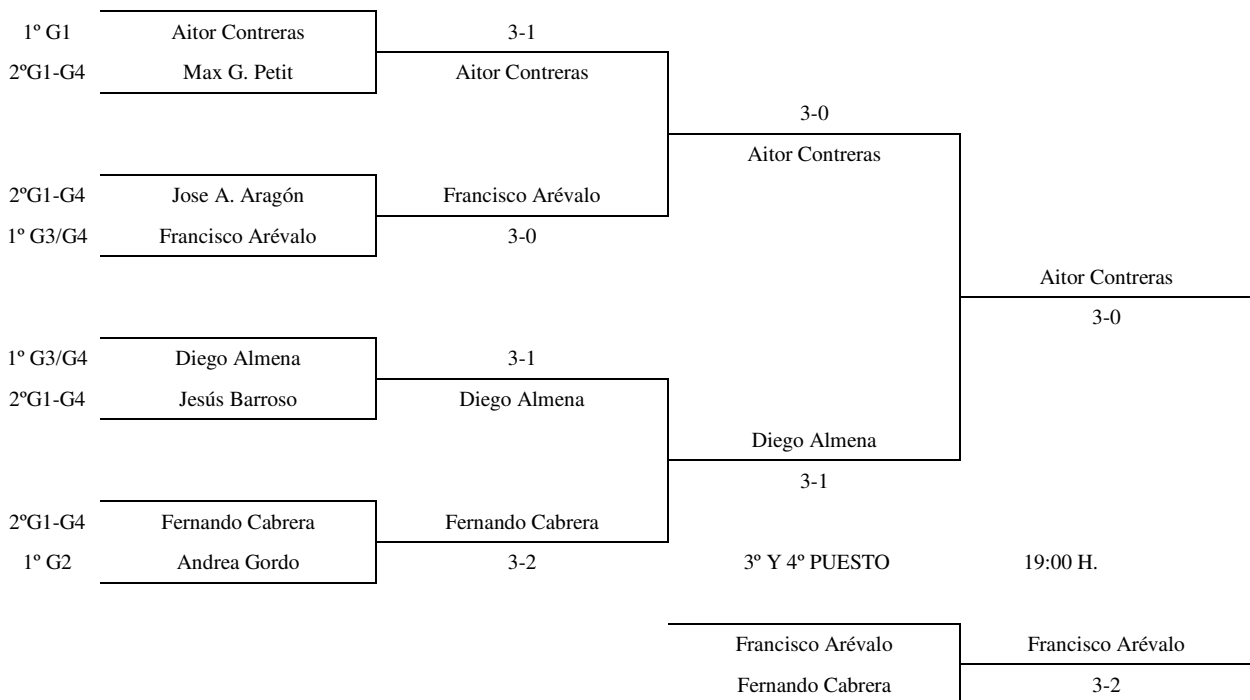 1º G1 Aitor Contreras 3-1
2ºG1-G4 Max G. Petit Aitor Contreras
3-0
Aitor Contreras
2ºG1-G4 Jose A. Aragón Francisco Arévalo
1º G3/G4 Francisco Arévalo 3-0
Aitor Contreras
3-0
1º G3/G4 Diego Almena 3-1
2ºG1-G4 Jesús Barroso Diego Almena
Diego Almena
3-1
2ºG1-G4 Fernando Cabrera Fernando Cabrera
1º G2 Andrea Gordo 3-2 3º Y 4º PUESTO 19:00 H.
Francisco Arévalo Francisco Arévalo
Fernando Cabrera 3-2